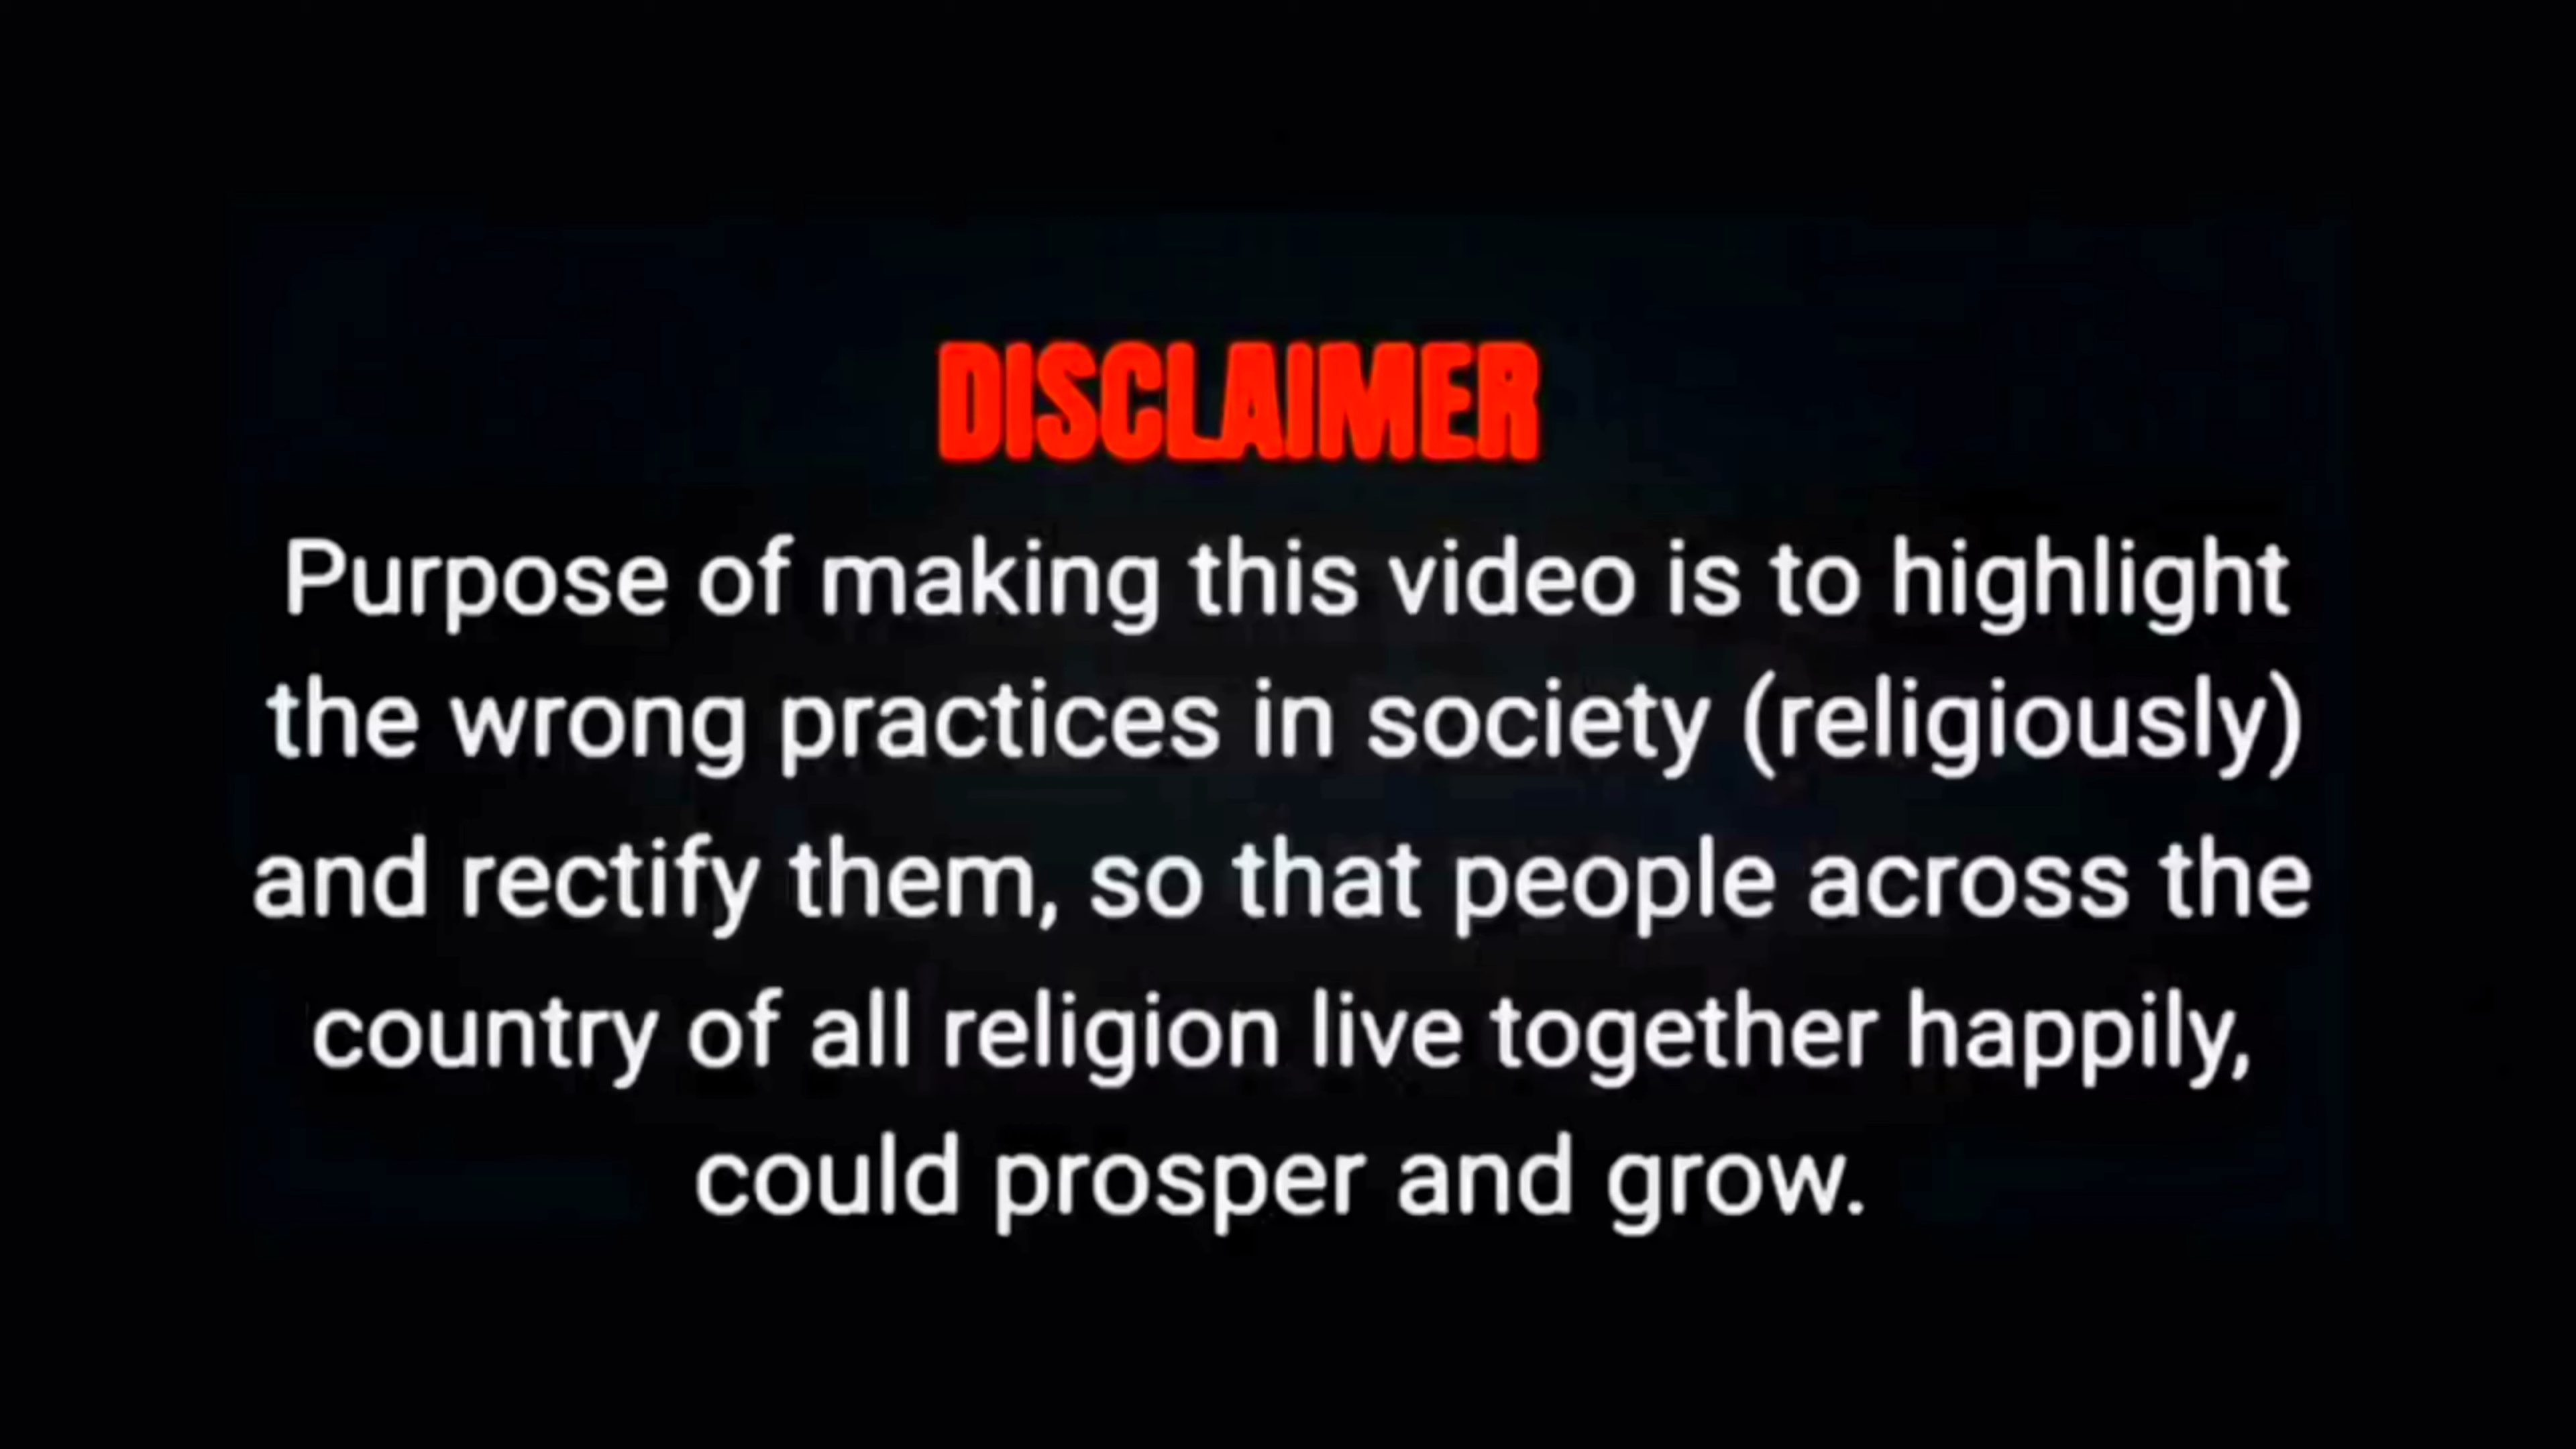 DISCLAIMER
Purpose of making this video is to highlight
the wrong practices in society (religiously)
and rectify them, so that people across the
country of all religion live together happily,
could prosper and grow.